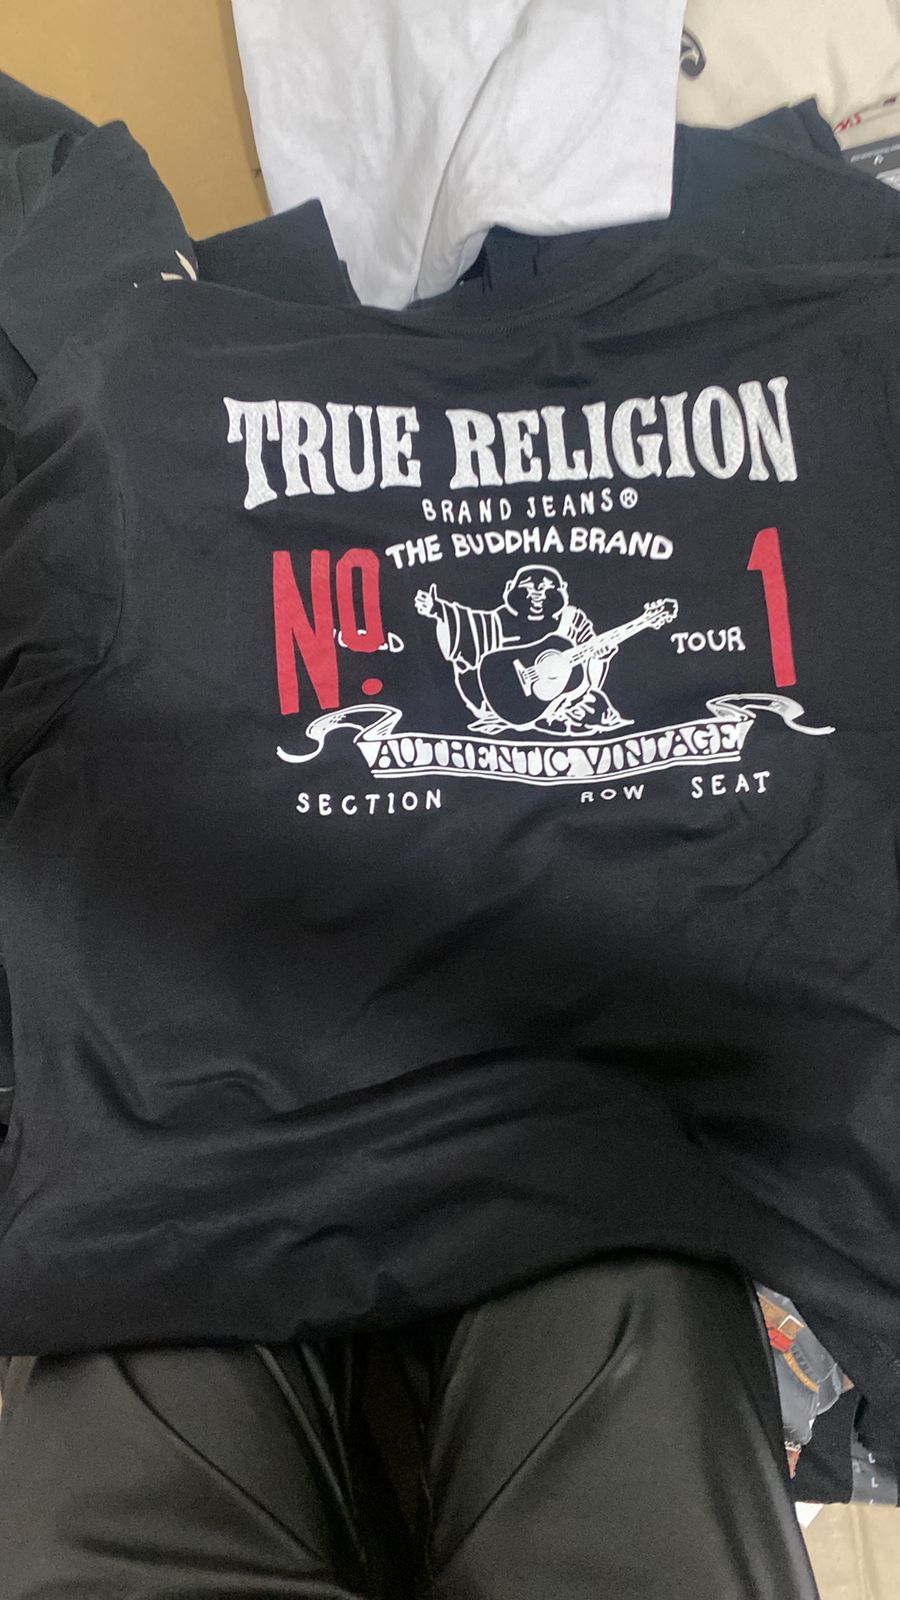 TRUE RELIGION
BRAND JEANS®
THE BUDDHA BRAND
No. 1
TOUR
AUTHENTIC VINTAGE
SECTION ROW SEAT